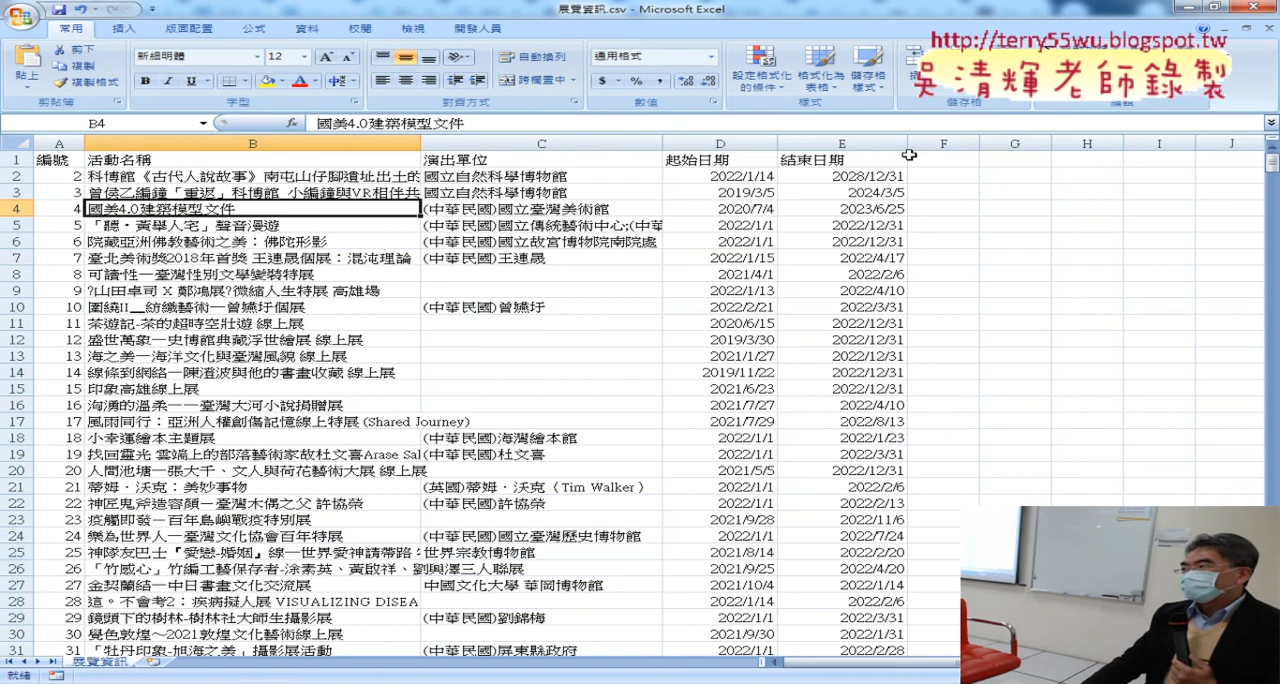 展覽資訊.csv - Microsoft Excel
常用 插入 版面配置 公式 資料 校閱 檢視 開發人員
http://terry55wu.blogspot.tw
吳清輝老師錄製
貼上 剪下 複製 複製格式 剪貼簿
新細明體 12 B I U 字型
自動換列 跨欄置中 對齊方式
通用格式 $ % , 數值
設定格式化的條件 格式化為表格 儲存格樣式 樣式
儲存格
B4 fx 國美4.0建築模型文件
A B C D E F G H I J
1 編號 活動名稱 演出單位 起始日期 結束日期
2 2 科博館《古代人說故事》南屯山仔腳遺址出土的 國立自然科學博物館 2022/1/14 2028/12/31
3 3 曾侯乙編鐘「重返」科博館 小編鐘與VR相伴共 國立自然科學博物館 2019/3/5 2024/3/5
4 4 國美4.0建築模型文件 (中華民國)國立臺灣美術館 2020/7/4 2023/6/25
5 5 「聽・黃舉人宅」聲音漫遊 (中華民國)國立傳統藝術中心;(中華 2022/1/1 2022/12/31
6 6 院藏亞洲佛教藝術之美：佛陀形影 (中華民國)國立故宮博物院南院處 2022/1/1 2022/12/31
7 7 臺北美術獎2018年首獎 王連晟個展：混沌理論 (中華民國)王連晟 2022/1/15 2022/4/17
8 8 可讀·性—臺灣性別文學變裝特展 2021/4/1 2022/2/6
9 9 ?山田卓司 X 鄭鴻展?微縮人生特展 高雄場 2022/1/13 2022/4/10
10 10 圍繞II__紡織藝術—曾嬿圩個展 (中華民國)曾嬿圩 2022/2/21 2022/3/31
11 11 茶遊記-茶的超時空壯遊 線上展 2020/6/15 2022/12/31
12 12 盛世萬象—史博館典藏浮世繪展 線上展 2019/3/30 2022/12/31
13 13 海之美—海洋文化與臺灣風貌 線上展 2021/1/27 2022/12/31
14 14 線條到網絡—陳澄波與他的書畫收藏 線上展 2019/11/22 2022/12/31
15 15 印象高雄線上展 2021/6/23 2022/12/31
16 16 洶湧的溫柔——臺灣大河小說捐贈展 2021/7/27 2022/4/10
17 17 風雨同行：亞洲人權創傷記憶線上特展 (Shared Journey) 2021/7/29 2022/8/13
18 18 小幸運繪本主題展 (中華民國)海灣繪本館 2022/1/1 2022/1/23
19 19 找回靈光 雲端上的部落藝術家故杜文喜Arase Sal (中華民國)杜文喜 2022/1/1 2022/3/31
20 20 人間池塘—張大千、文人與荷花藝術大展 線上展 2021/5/5 2022/12/31
21 21 蒂姆．沃克：美妙事物 (英國)蒂姆．沃克（Tim Walker） 2022/1/1 2022/2/6
22 22 神匠鬼斧造容顏－臺灣木偶之父 許協榮 (中華民國)許協榮 2022/1/1 2022/2/13
23 23 疫觸即發－百年島嶼戰疫特別展 2021/9/28 2022/11/6
24 24 樂為世界人—臺灣文化協會百年特展 (中華民國)國立臺灣歷史博物館 2022/1/1 2022/7/24
25 25 神隊友巴士『愛戀-婚姻』線—世界愛神請帶路 世界宗教博物館 2021/8/14 2022/2/20
26 26 「竹感心」竹編工藝保存者-涂素英、黃啟祥、劉興澤三人聯展 2021/9/25 2022/4/20
27 27 金契蘭結—中日書畫文化交流展 中國文化大學 華岡博物館 2021/10/4 2022/1/14
28 28 這。不會考2：疾病擬人展 VISUALIZING DISEA 2022/1/14 2022/2/6
29 29 鏡頭下的樹林-樹林社大師生攝影展 (中華民國)劉錦梅 2022/1/1 2022/3/31
30 30 覺色敦煌～2021敦煌文化藝術線上展 2021/9/30 2022/1/31
31 31 「牡丹印象-旭海之美」攝影展活動 (中華民國)屏東縣政府 2022/1/1 2022/2/28
展覽資訊
就緒